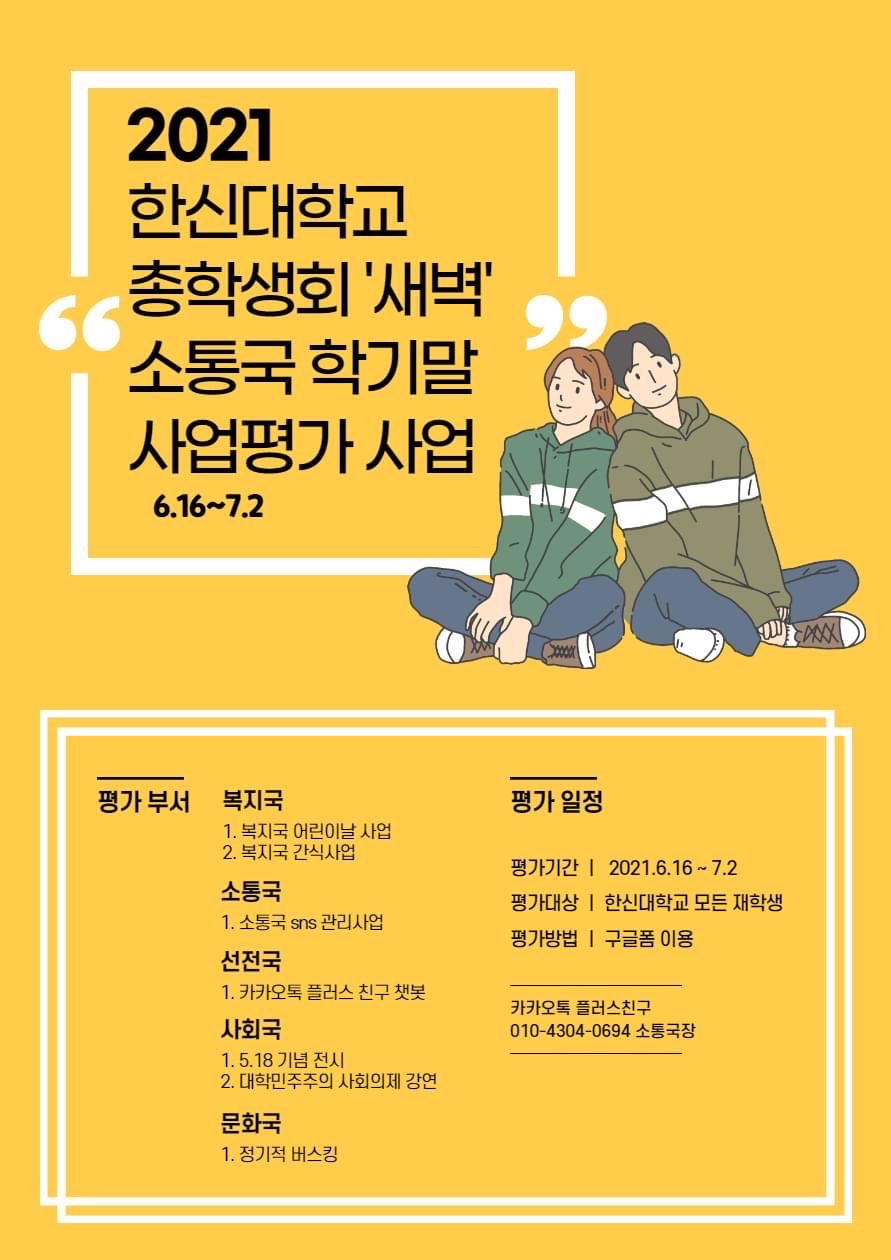 2021
한신대학교
총학생회 '새벽'
소통국 학기말
사업평가 사업
6.16~7.2
평가 부서
복지국
1. 복지국 어린이날 사업
2. 복지국 간식사업
소통국
1. 소통국 sns 관리사업
선전국
1. 카카오톡 플러스 친구 챗봇
사회국
1. 5.18 기념 전시
2. 대학민주주의 사회의제 강연
문화국
1. 정기적 버스킹
평가 일정
평가기간 | 2021.6.16 ~ 7.2
평가대상 | 한신대학교 모든 재학생
평가방법 | 구글폼 이용
카카오톡 플러스친구
010-4304-0694 소통국장